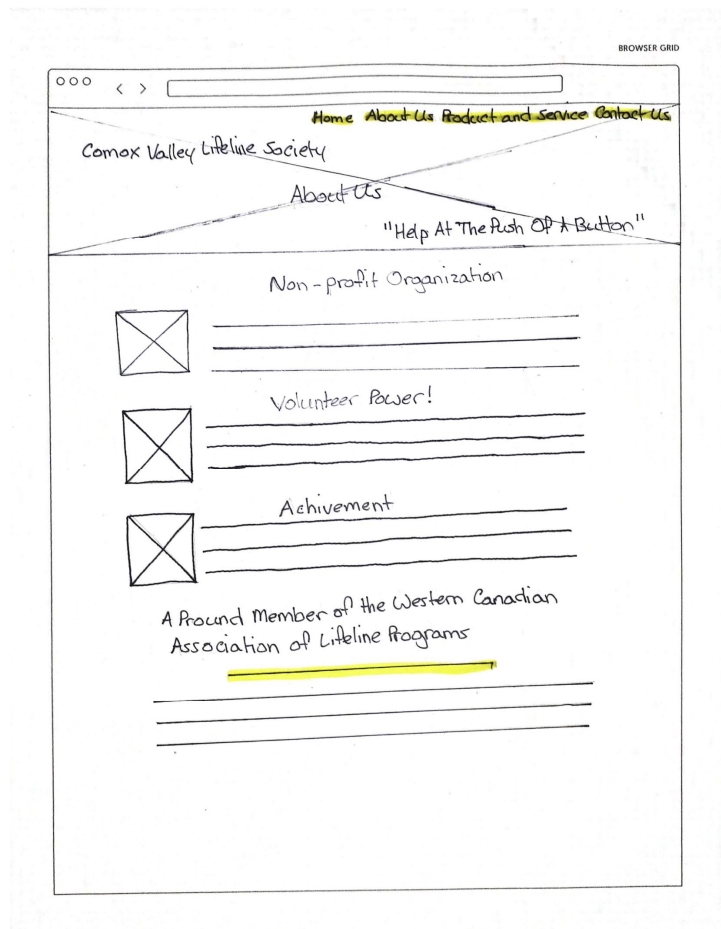 BROWSER GRID
Home About Us Product and Service Contact Us
Comox Valley Lifeline Society
About Us
"Help At The Push Of A Button"
Non-profit Organization
Volunteer Power!
Achivement
A Pround Member of the Western Canadian
Association of Lifeline Programs